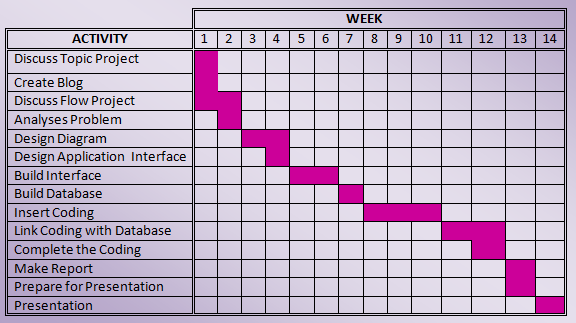 WEEK
ACTIVITY 1 2 3 4 5 6 7 8 9 10 11 12 13 14
Discuss Topic Project
Create Blog
Discuss Flow Project
Analyses Problem
Design Diagram
Design Application Interface
Build Interface
Build Database
Insert Coding
Link Coding with Database
Complete the Coding
Make Report
Prepare for Presentation
Presentation